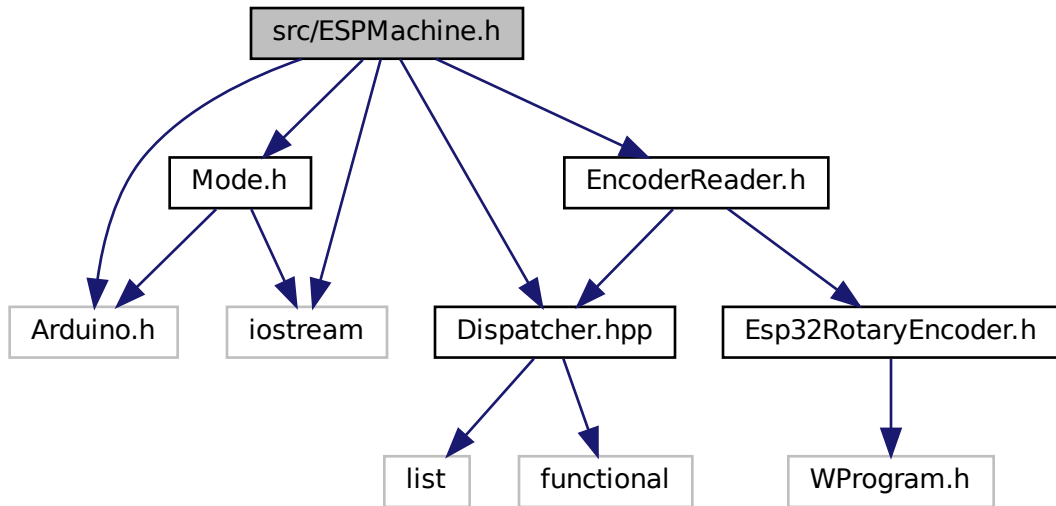 src/ESPMachine.h
Mode.h
EncoderReader.h
Arduino.h
iostream
Dispatcher.hpp
Esp32RotaryEncoder.h
list
functional
WProgram.h